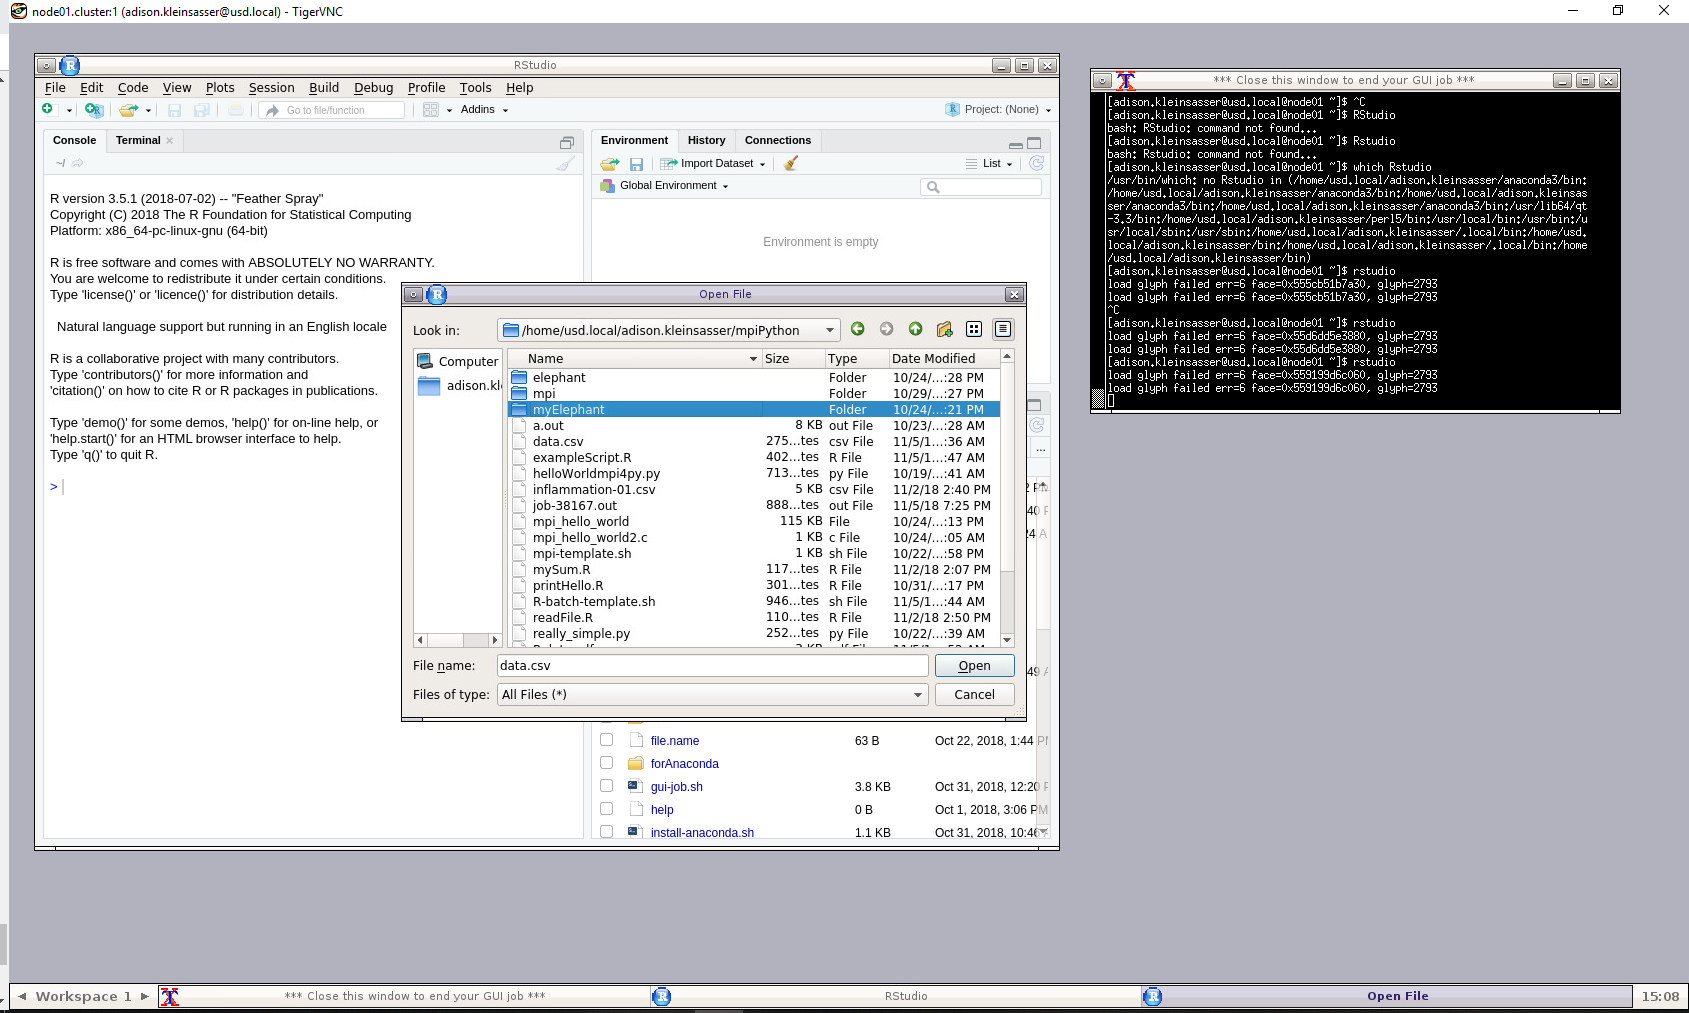 node01.cluster:1 (adison.kleinsasser@usd.local) - TigerVNC
RStudio
File Edit Code View Plots Session Build Debug Profile Tools Help
Go to file/function
Addins
Project: (None)
Console Terminal
~/
R version 3.5.1 (2018-07-02) -- "Feather Spray"
Copyright (C) 2018 The R Foundation for Statistical Computing
Platform: x86_64-pc-linux-gnu (64-bit)
R is free software and comes with ABSOLUTELY NO WARRANTY.
You are welcome to redistribute it under certain conditions.
Type 'license()' or 'licence()' for distribution details.
Natural language support but running in an English locale
R is a collaborative project with many contributors.
Type 'contributors()' for more information and
'citation()' on how to cite R or R packages in publications.
Type 'demo()' for some demos, 'help()' for on-line help, or
'help.start()' for an HTML browser interface to help.
Type 'q()' to quit R.
>
Environment History Connections
Import Dataset
List
Global Environment
Environment is empty
Open File
Look in: /home/usd.local/adison.kleinsasser/mpiPython
Computer
adison.kl
Name Size Type Date Modified
elephant Folder 10/24/...:28 PM
mpi Folder 10/29/...:27 PM
myElephant Folder 10/24/...:21 PM
a.out 8 KB out File 10/23/...:28 AM
data.csv 275...tes csv File 11/5/1...:36 AM
exampleScript.R 402...tes R File 11/5/1...:47 AM
helloWorldmpi4py.py 713...tes py File 10/19/...:41 AM
inflammation-01.csv 5 KB csv File 11/2/18 2:40 PM
job-38167.out 888...tes out File 11/5/18 7:25 PM
mpi_hello_world 115 KB File 10/24/...:13 PM
mpi_hello_world2.c 1 KB c File 10/24/...:05 AM
mpi-template.sh 1 KB sh File 10/22/...:58 PM
mySum.R 117...tes R File 11/2/18 2:07 PM
printHello.R 301...tes R File 10/31/...:17 PM
R-batch-template.sh 946...tes sh File 11/5/1...:44 AM
readFile.R 110...tes R File 11/2/18 2:50 PM
really_simple.py 252...tes py File 10/22/...:39 AM
File name: data.csv Open
Files of type: All Files (*) Cancel
file.name 63 B Oct 22, 2018, 1:44 PM
forAnaconda
gui-job.sh 3.8 KB Oct 31, 2018, 12:20 P
help 0 B Oct 1, 2018, 3:06 PM
install-anaconda.sh 1.1 KB Oct 31, 2018, 10:46
*** Close this window to end your GUI job ***
[adison.kleinsasser@usd.local@node01 ~]$ ^C
[adison.kleinsasser@usd.local@node01 ~]$ RStudio
bash: RStudio: command not found...
[adison.kleinsasser@usd.local@node01 ~]$ Rstudio
bash: Rstudio: command not found...
[adison.kleinsasser@usd.local@node01 ~]$ which Rstudio
/usr/bin/which: no Rstudio in (/home/usd.local/adison.kleinsasser/anaconda3/bin:
/home/usd.local/adison.kleinsasser/anaconda3/bin:/home/usd.local/adison.kleinsas
ser/anaconda3/bin:/home/usd.local/adison.kleinsasser/anaconda3/bin:/usr/lib64/qt
-3.3/bin:/home/usd.local/adison.kleinsasser/perl5/bin:/usr/local/bin:/usr/bin:/u
sr/local/sbin:/usr/sbin:/home/usd.local/adison.kleinsasser/.local/bin:/home/usd.
local/adison.kleinsasser/bin:/home/usd.local/adison.kleinsasser/.local/bin:/home
/usd.local/adison.kleinsasser/bin)
[adison.kleinsasser@usd.local@node01 ~]$ rstudio
load glyph failed err=6 face=0x555cb51b7a30, glyph=2793
load glyph failed err=6 face=0x555cb51b7a30, glyph=2793
^C
[adison.kleinsasser@usd.local@node01 ~]$ rstudio
load glyph failed err=6 face=0x55d6dd5e3880, glyph=2793
load glyph failed err=6 face=0x55d6dd5e3880, glyph=2793
[adison.kleinsasser@usd.local@node01 ~]$ rstudio
load glyph failed err=6 face=0x559199d6c060, glyph=2793
load glyph failed err=6 face=0x559199d6c060, glyph=2793
Workspace 1 *** Close this window to end your GUI job *** RStudio Open File 15:08